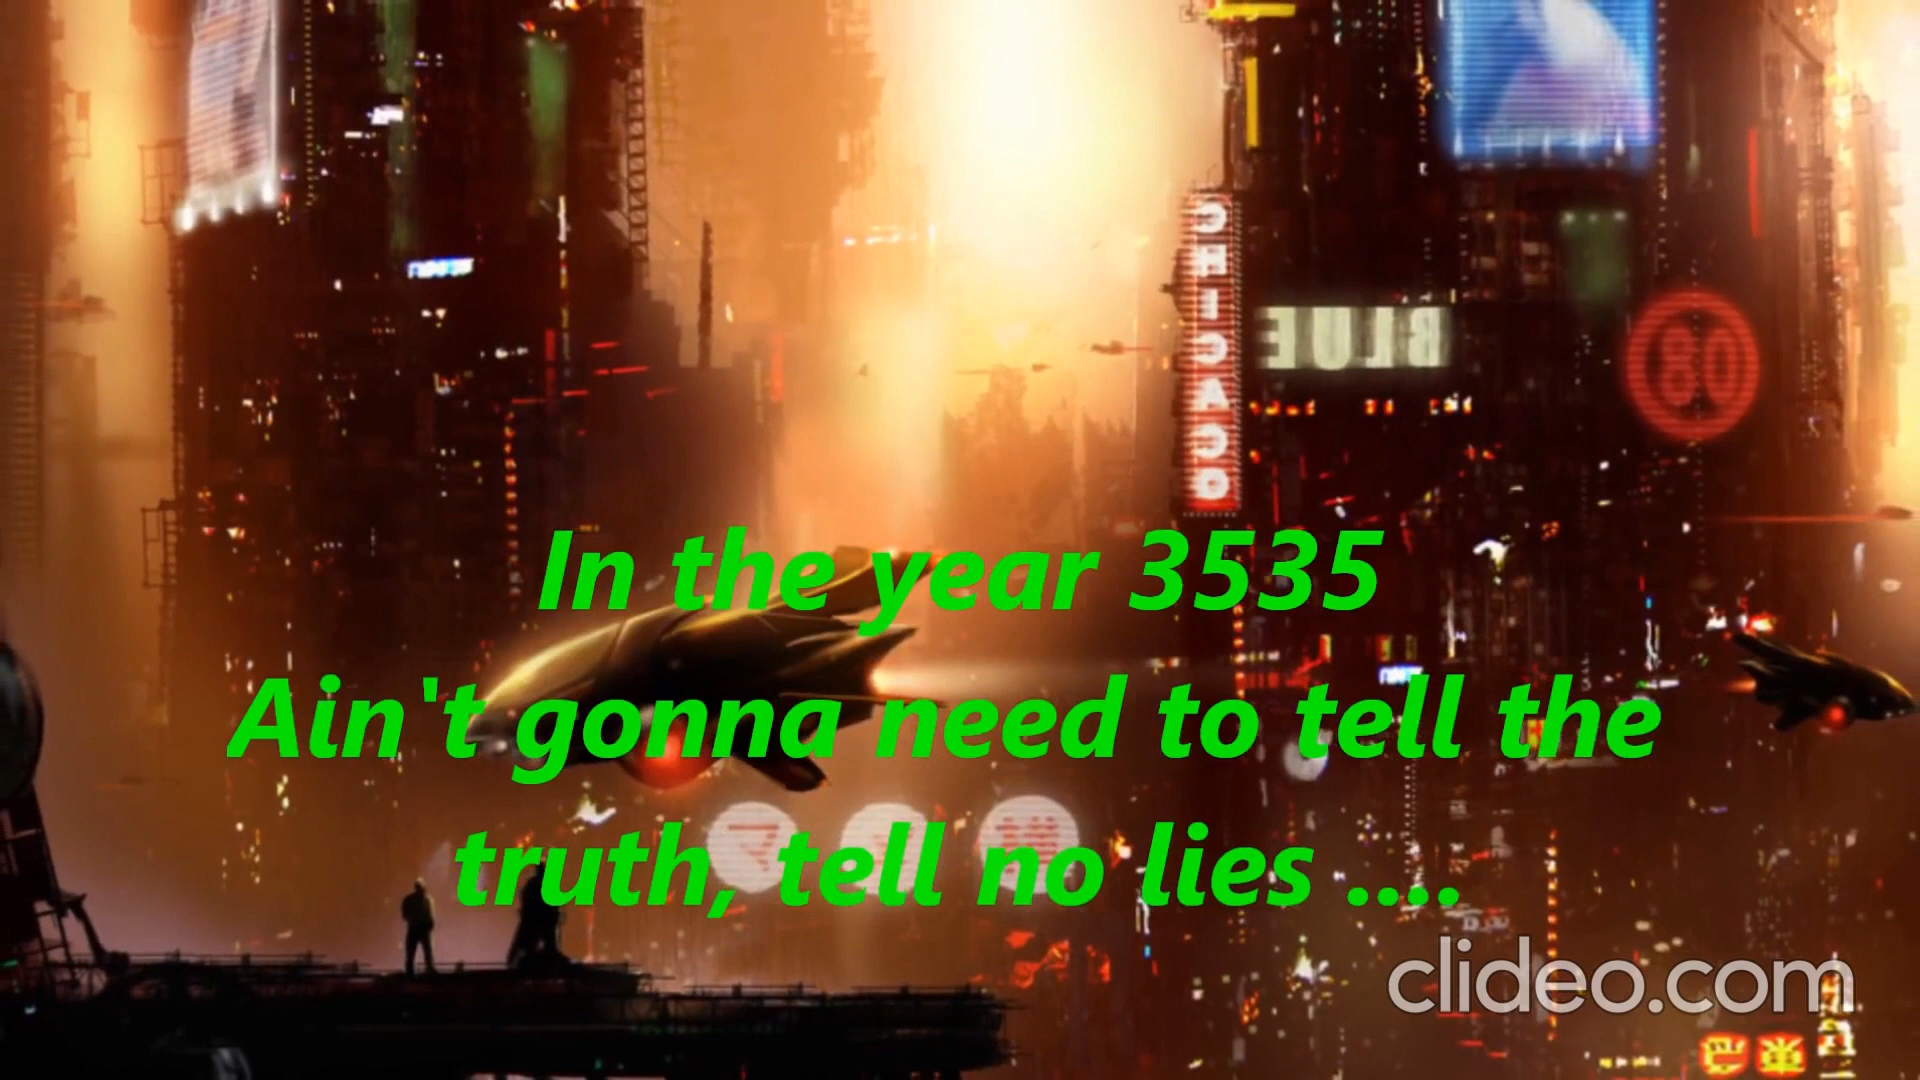 CHICAGO
BLUE
80
In the year 3535
Ain't gonna need to tell the
truth, tell no lies ....
clideo.com